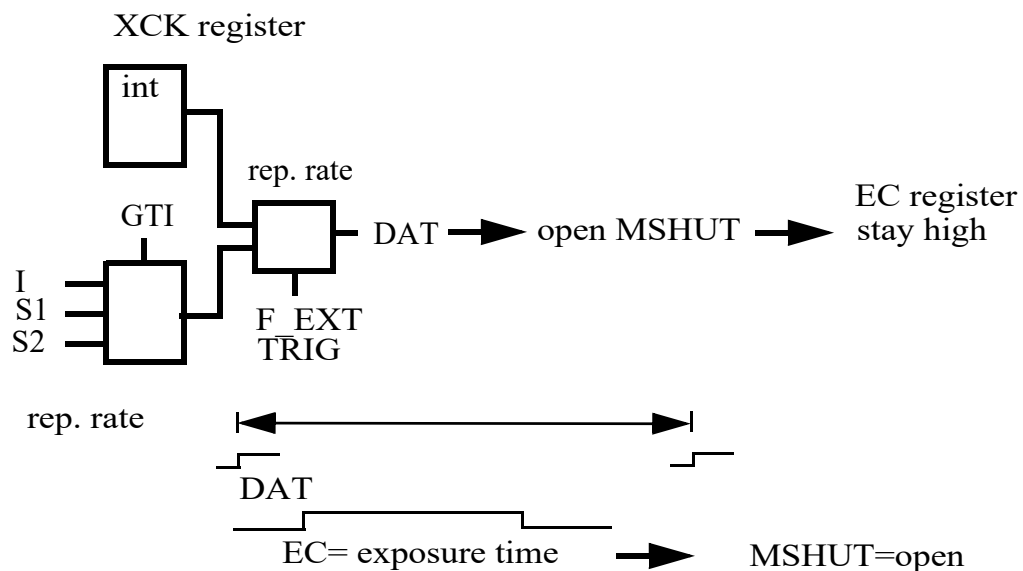 XCK register
int
rep. rate
GTI
DAT
open MSHUT
EC register
stay high
I
S1
S2
F_EXT
TRIG
rep. rate
DAT
EC= exposure time
MSHUT=open